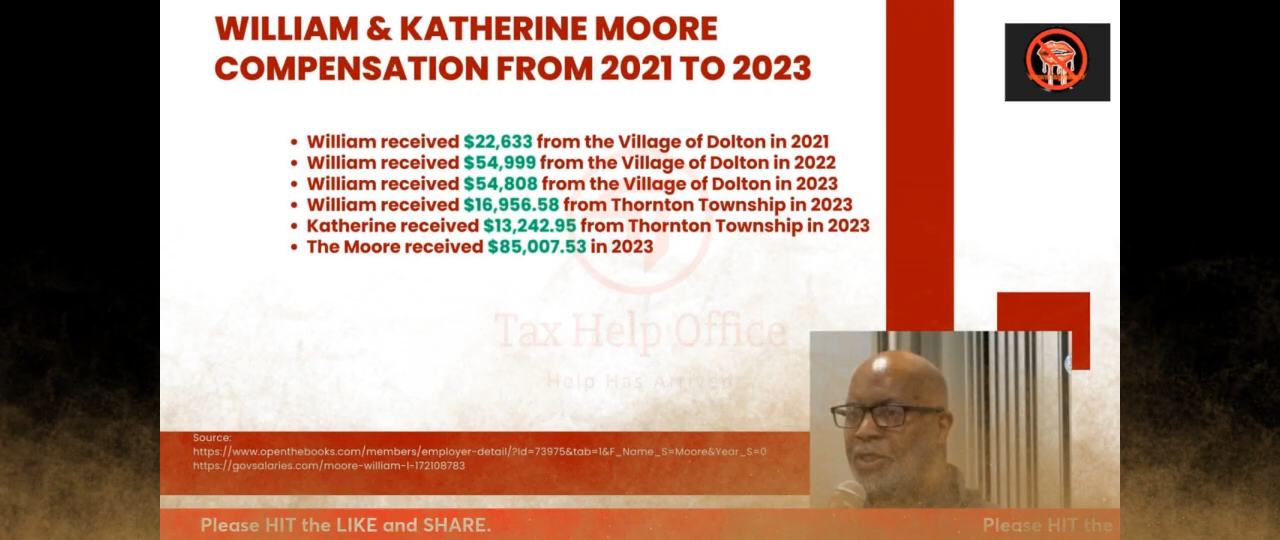 WILLIAM & KATHERINE MOORE
COMPENSATION FROM 2021 TO 2023
• William received $22,633 from the Village of Dolton in 2021
• William received $54,999 from the Village of Dolton in 2022
• William received $54,808 from the Village of Dolton in 2023
• William received $16,956.58 from Thornton Township in 2023
• Katherine received $13,242.95 from Thornton Township in 2023
• The Moore received $85,007.53 in 2023
Tax Help Office
Help Has Arrived
Source:
https://www.openthebooks.com/members/employer-detail/?Id=73975&tab=1&F_Name_S=Moore&Year_S=0
https://govsalaries.com/moore-william-l-172108783
Please HIT the LIKE and SHARE.
Please HIT the